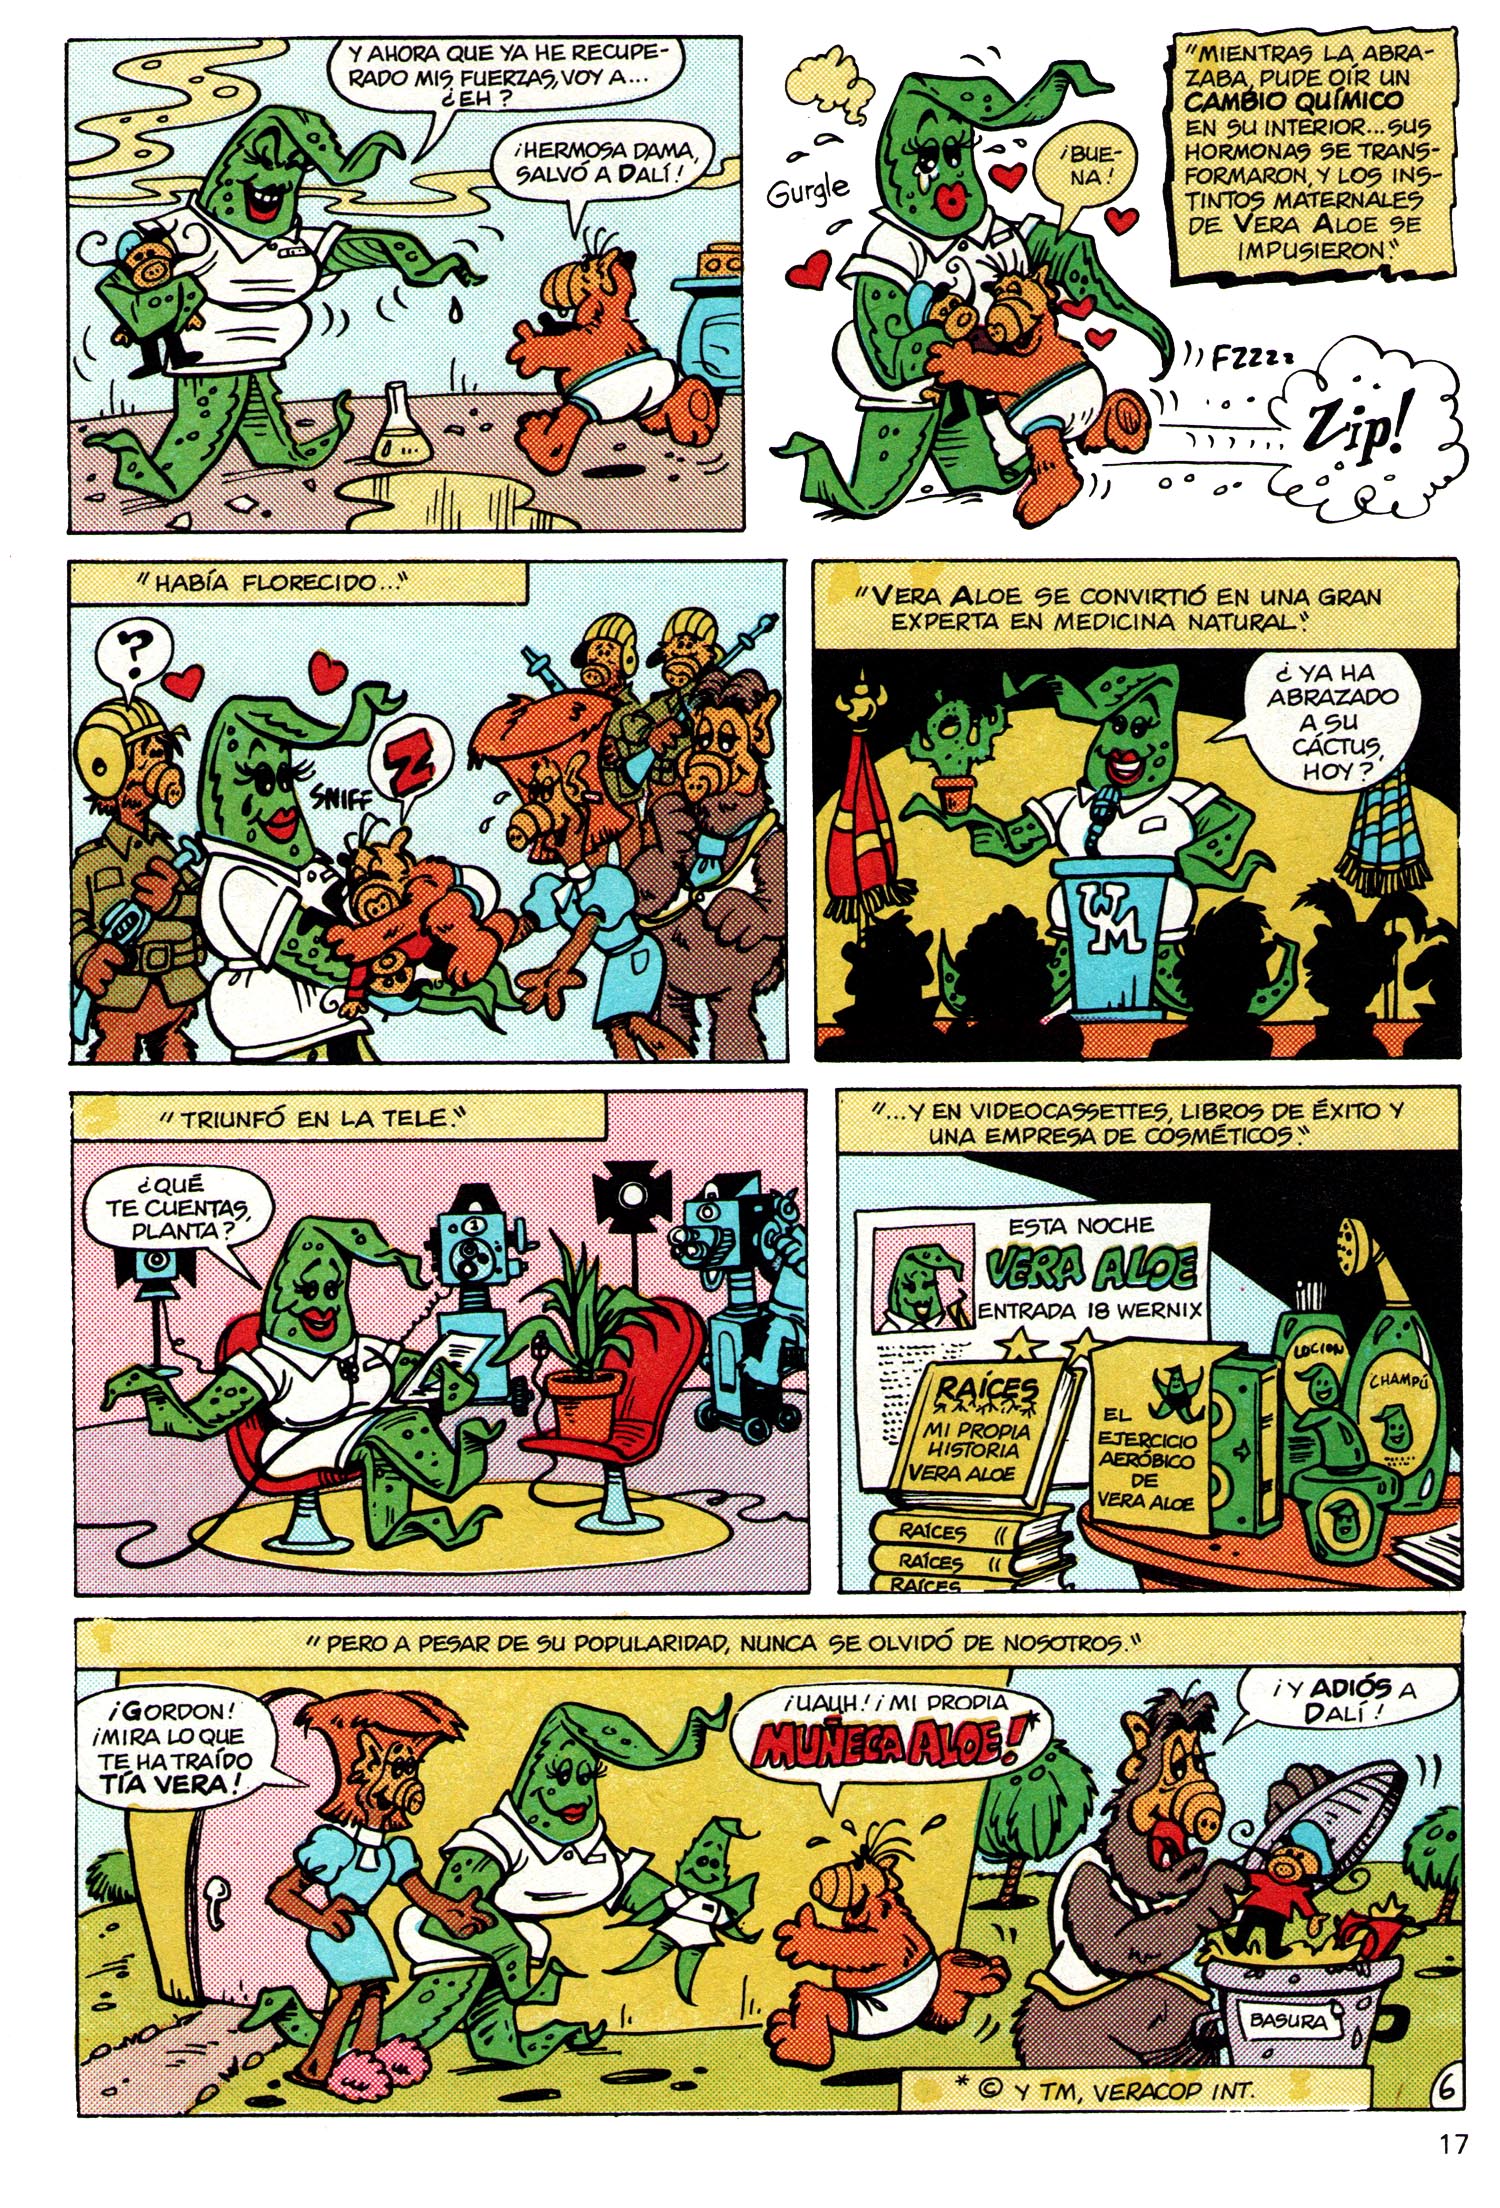 Y AHORA QUE YA HE RECUPE-
RADO MIS FUERZAS, VOY A...
¿EH?
¡HERMOSA DAMA,
SALVÓ A DALÍ!
Gurgle
¡BUE-
NA!
"MIENTRAS LA ABRA-
ZABA, PUDE OÍR UN
CAMBIO QUÍMICO
EN SU INTERIOR... SUS
HORMONAS SE TRANS-
FORMARON, Y LOS INS-
TINTOS MATERNALES
DE VERA ALOE SE
IMPUSIERON."
FZZZZ
Zip!
"HABÍA FLORECIDO..."
?
SNIFF
Z
"VERA ALOE SE CONVIRTIÓ EN UNA GRAN
EXPERTA EN MEDICINA NATURAL."
¿YA HA
ABRAZADO
A SU
CÁCTUS,
HOY?
WM
"TRIUNFÓ EN LA TELE."
¿QUÉ
TE CUENTAS,
PLANTA?
1
"...Y EN VIDEOCASSETTES, LIBROS DE ÉXITO Y
UNA EMPRESA DE COSMÉTICOS."
ESTA NOCHE
VERA ALOE
ENTRADA 18 WERNIX
RAÍCES
MI PROPIA
HISTORIA
VERA ALOE
EL
EJERCICIO
AERÓBICO
DE
VERA ALOE
LOCION
CHAMPÚ
RAÍCES
RAÍCES
RAÍCES
"PERO A PESAR DE SU POPULARIDAD, NUNCA SE OLVIDÓ DE NOSOTROS."
¡GORDON!
¡MIRA LO QUE
TE HA TRAÍDO
TÍA VERA!
¡UAUH! ¡MI PROPIA
MUÑECA ALOE!*
¡Y ADIÓS A
DALÍ!
BASURA
* © Y TM, VERACOP INT.
6
17